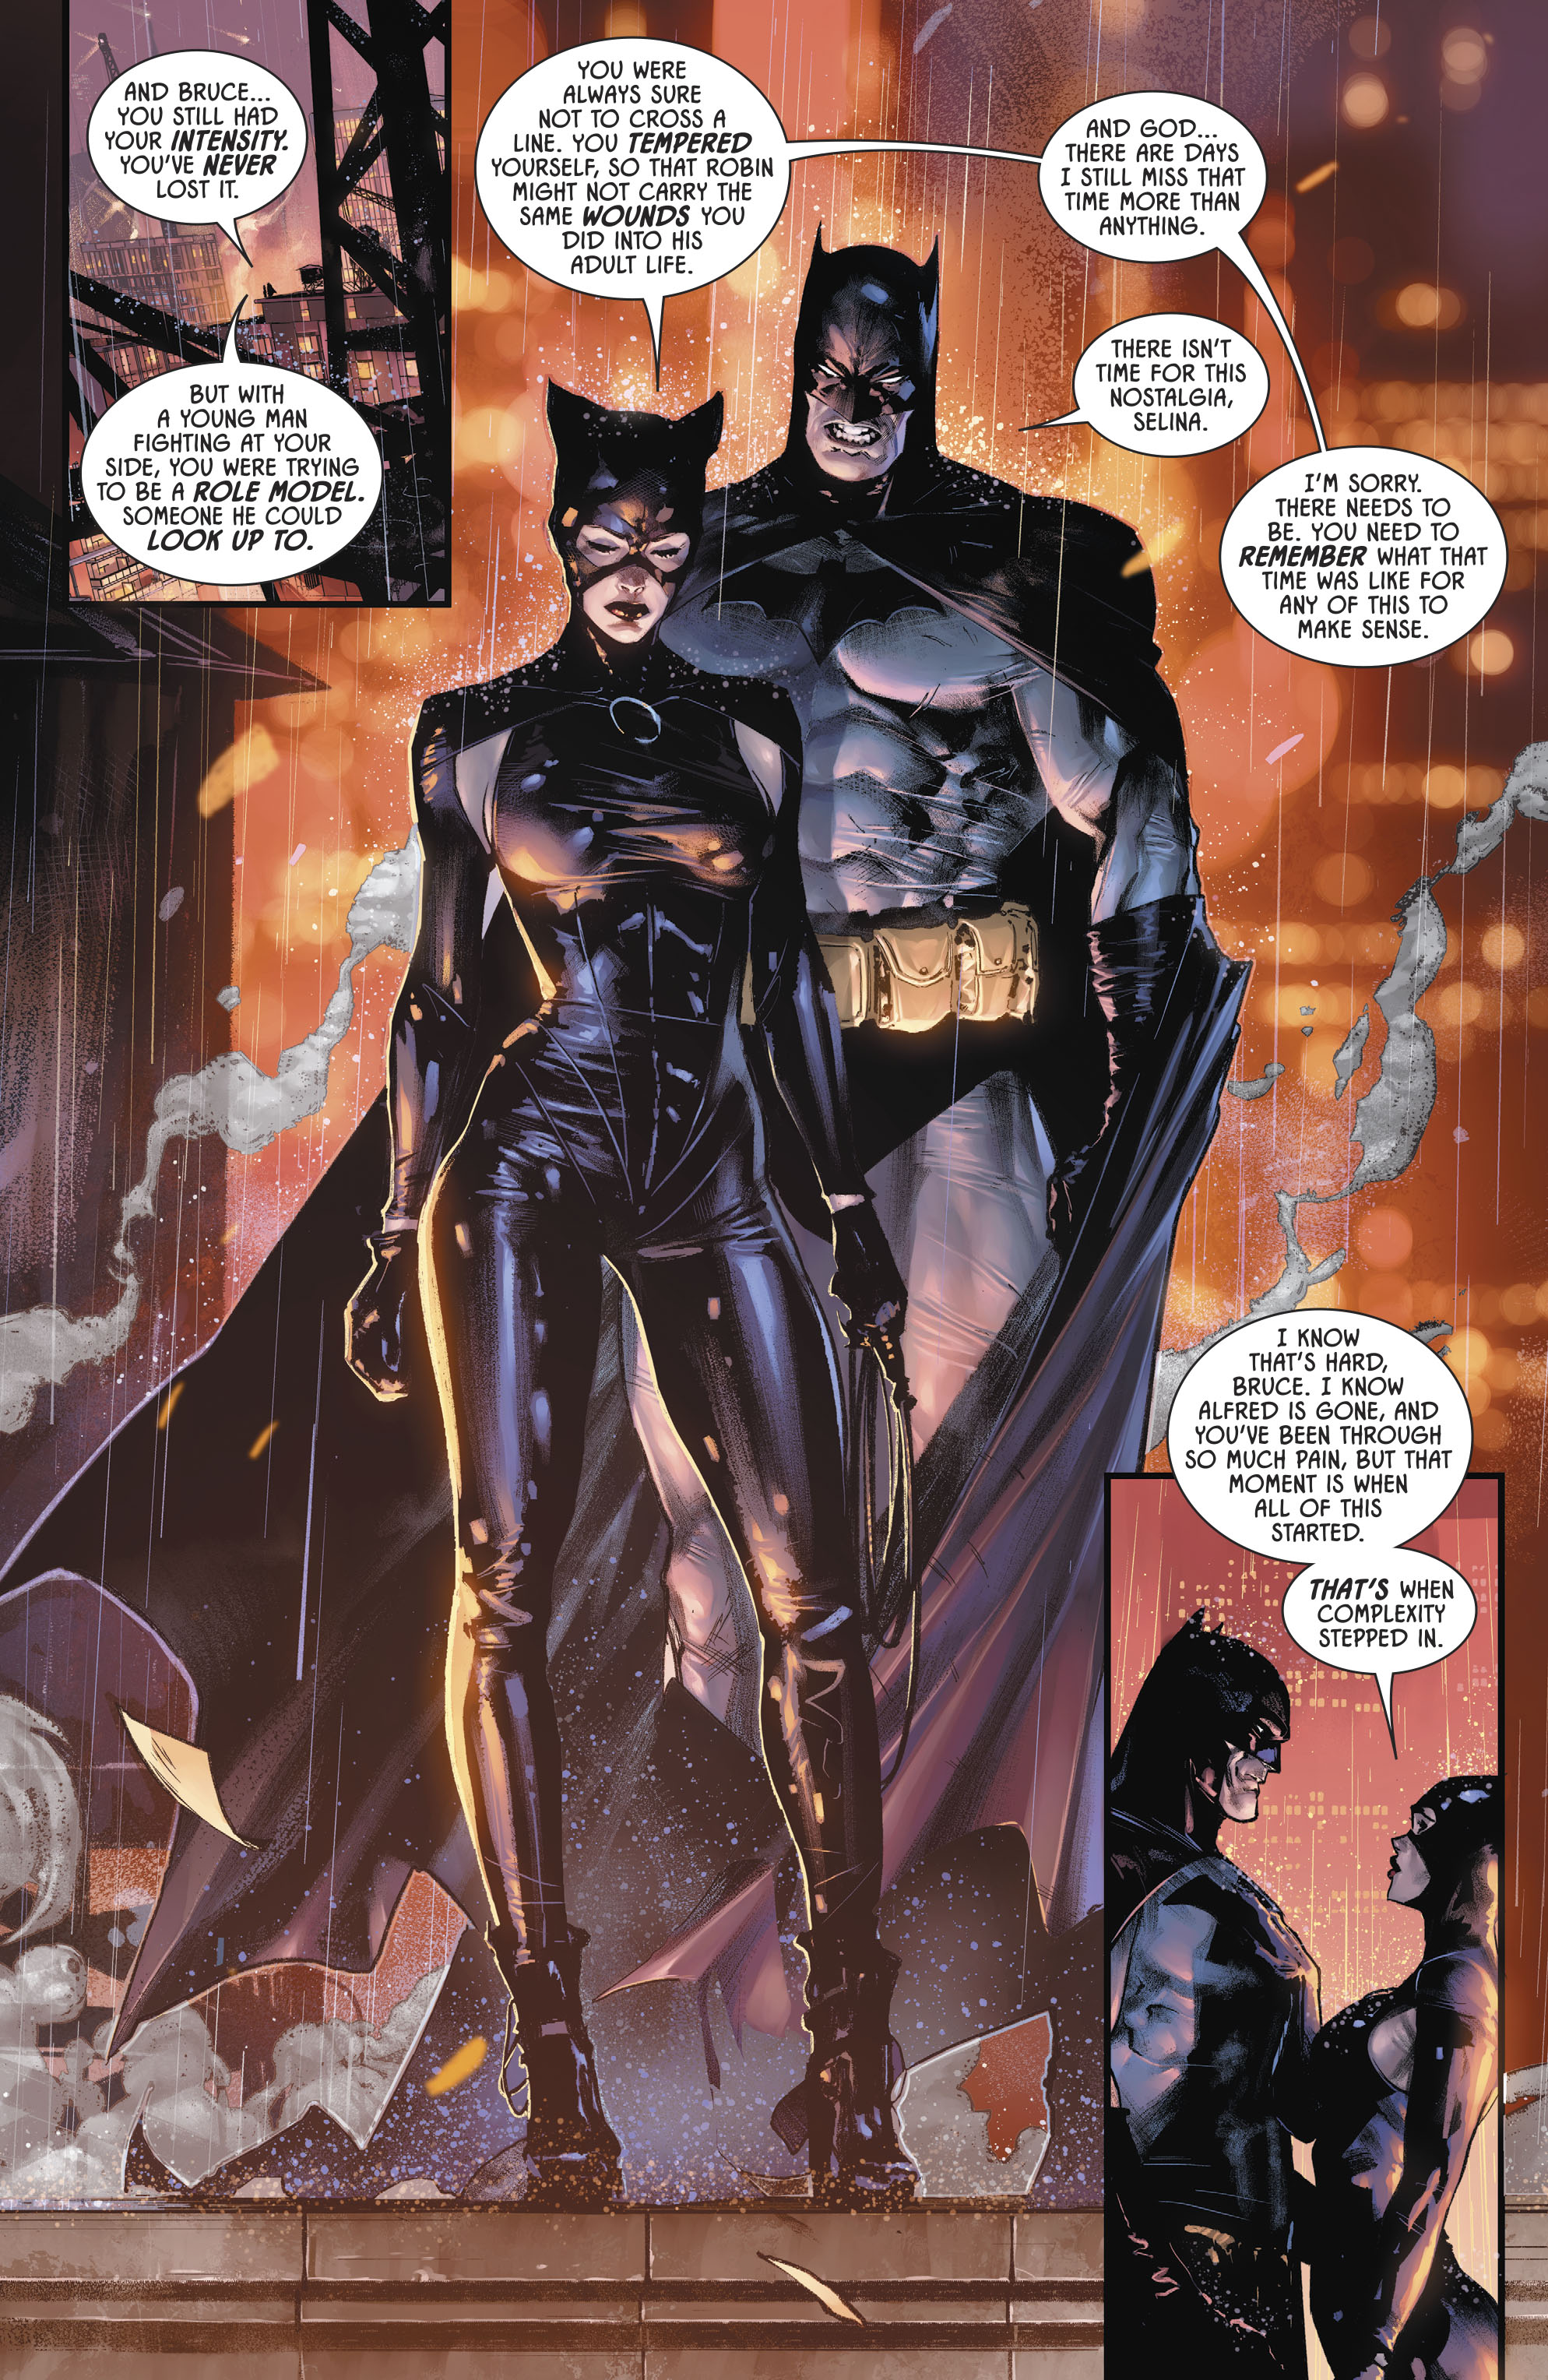 AND BRUCE...
YOU STILL HAD
YOUR INTENSITY.
YOU'VE NEVER
LOST IT.
BUT WITH
A YOUNG MAN
FIGHTING AT YOUR
SIDE, YOU WERE TRYING
TO BE A ROLE MODEL.
SOMEONE HE COULD
LOOK UP TO.
YOU WERE
ALWAYS SURE
NOT TO CROSS A
LINE. YOU TEMPERED
YOURSELF, SO THAT ROBIN
MIGHT NOT CARRY THE
SAME WOUNDS YOU
DID INTO HIS
ADULT LIFE.
AND GOD...
THERE ARE DAYS
I STILL MISS THAT
TIME MORE THAN
ANYTHING.
THERE ISN'T
TIME FOR THIS
NOSTALGIA,
SELINA.
I'M SORRY.
THERE NEEDS TO
BE. YOU NEED TO
REMEMBER WHAT THAT
TIME WAS LIKE FOR
ANY OF THIS TO
MAKE SENSE.
I KNOW
THAT'S HARD,
BRUCE. I KNOW
ALFRED IS GONE, AND
YOU'VE BEEN THROUGH
SO MUCH PAIN, BUT THAT
MOMENT IS WHEN
ALL OF THIS
STARTED.
THAT'S WHEN
COMPLEXITY
STEPPED IN.